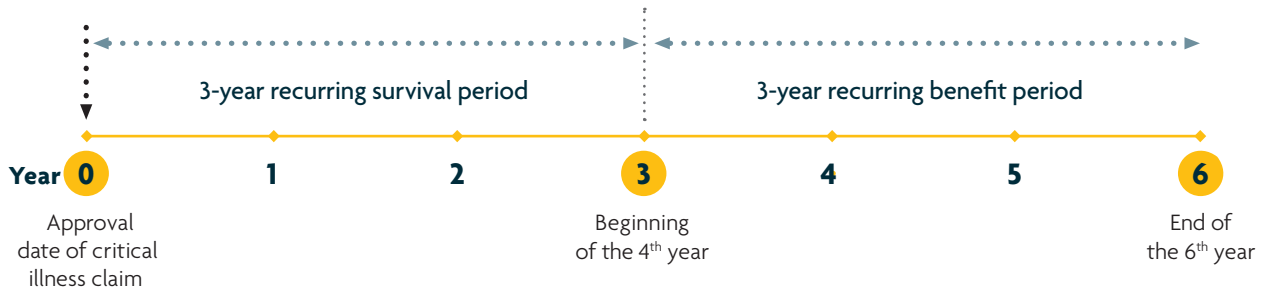 3-year recurring survival period
3-year recurring benefit period
Year 0 1 2 3 4 5 6
Approval
date of critical
illness claim
Beginning
of the 4th year
End of
the 6th year